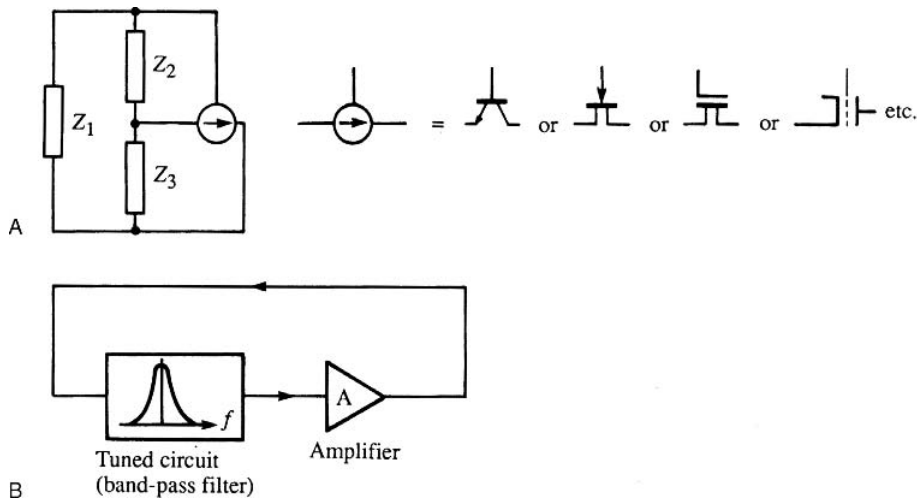 Z₂
Z₁
Z₃
A
= or or or etc.
f
A
Amplifier
Tuned circuit
(band-pass filter)
B